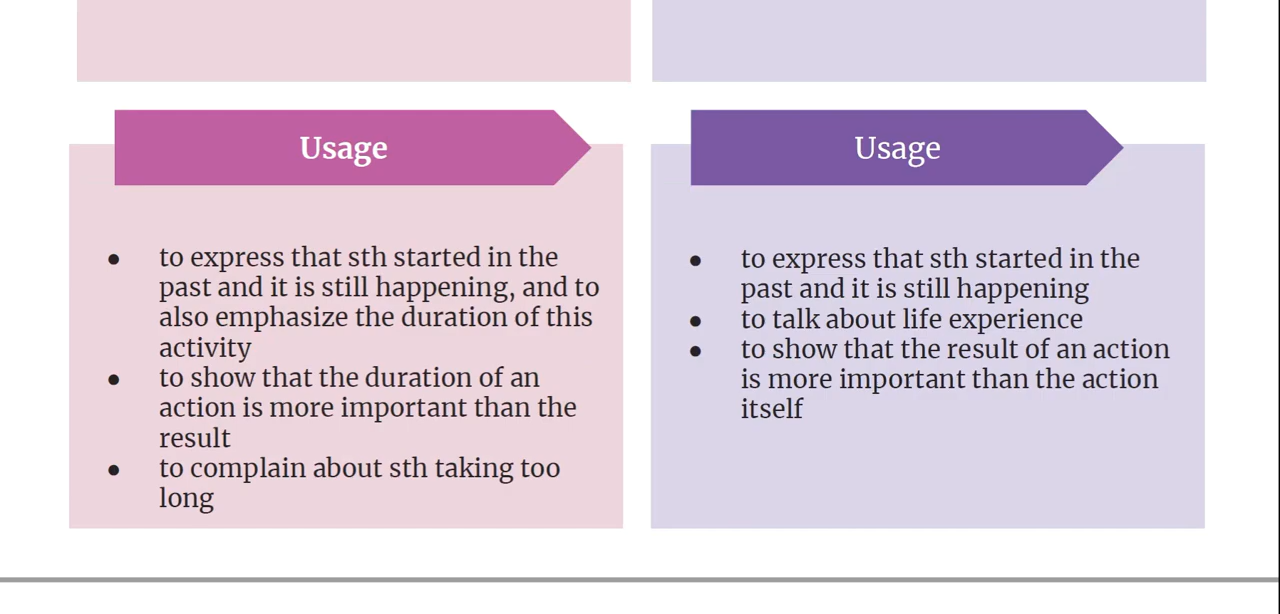 Usage
● to express that sth started in the
past and it is still happening, and to
also emphasize the duration of this
activity
● to show that the duration of an
action is more important than the
result
● to complain about sth taking too
long
Usage
● to express that sth started in the
past and it is still happening
● to talk about life experience
● to show that the result of an action
is more important than the action
itself